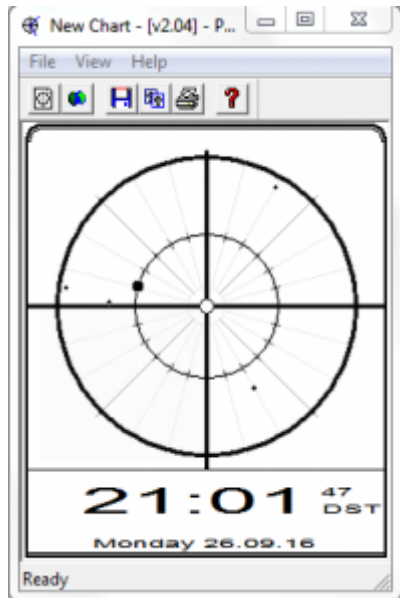 New Chart - [v2.04] - P...
File View Help
21:01 47 DST
Monday 26.09.16
Ready